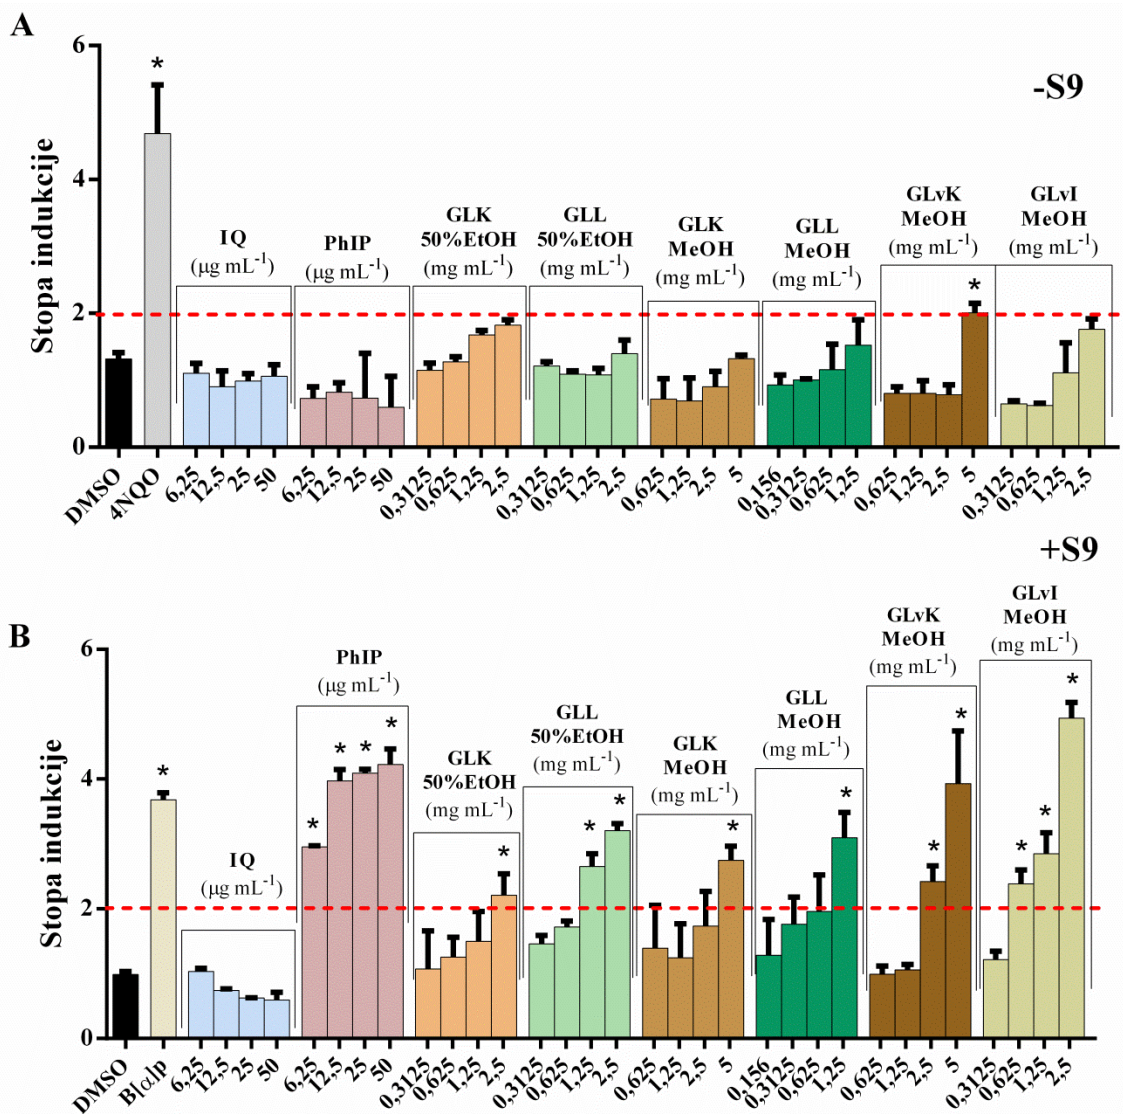 A
-S9
Stopa indukcije
6
4
2
0
*
IQ
(µg mL-1)
PhIP
(µg mL-1)
GLK
50%EtOH
(mg mL-1)
GLL
50%EtOH
(mg mL-1)
GLK
MeOH
(mg mL-1)
GLL
MeOH
(mg mL-1)
GLvK
MeOH
(mg mL-1)
*
GLvI
MeOH
(mg mL-1)
DMSO
4NQO
6,25
12,5
25
50
6,25
12,5
25
50
0,3125
0,625
1,25
2,5
0,3125
0,625
1,25
2,5
0,625
1,25
2,5
5
0,156
0,3125
0,625
1,25
0,625
1,25
2,5
5
0,3125
0,625
1,25
2,5
B
+S9
Stopa indukcije
6
4
2
0
*
IQ
(µg mL-1)
PhIP
(µg mL-1)
* * * *
GLK
50%EtOH
(mg mL-1)
*
GLL
50%EtOH
(mg mL-1)
* *
GLK
MeOH
(mg mL-1)
*
GLL
MeOH
(mg mL-1)
*
GLvK
MeOH
(mg mL-1)
* *
GLvI
MeOH
(mg mL-1)
* * *
DMSO
B[α]p
6,25
12,5
25
50
6,25
12,5
25
50
0,3125
0,625
1,25
2,5
0,3125
0,625
1,25
2,5
0,625
1,25
2,5
5
0,156
0,3125
0,625
1,25
0,625
1,25
2,5
5
0,3125
0,625
1,25
2,5